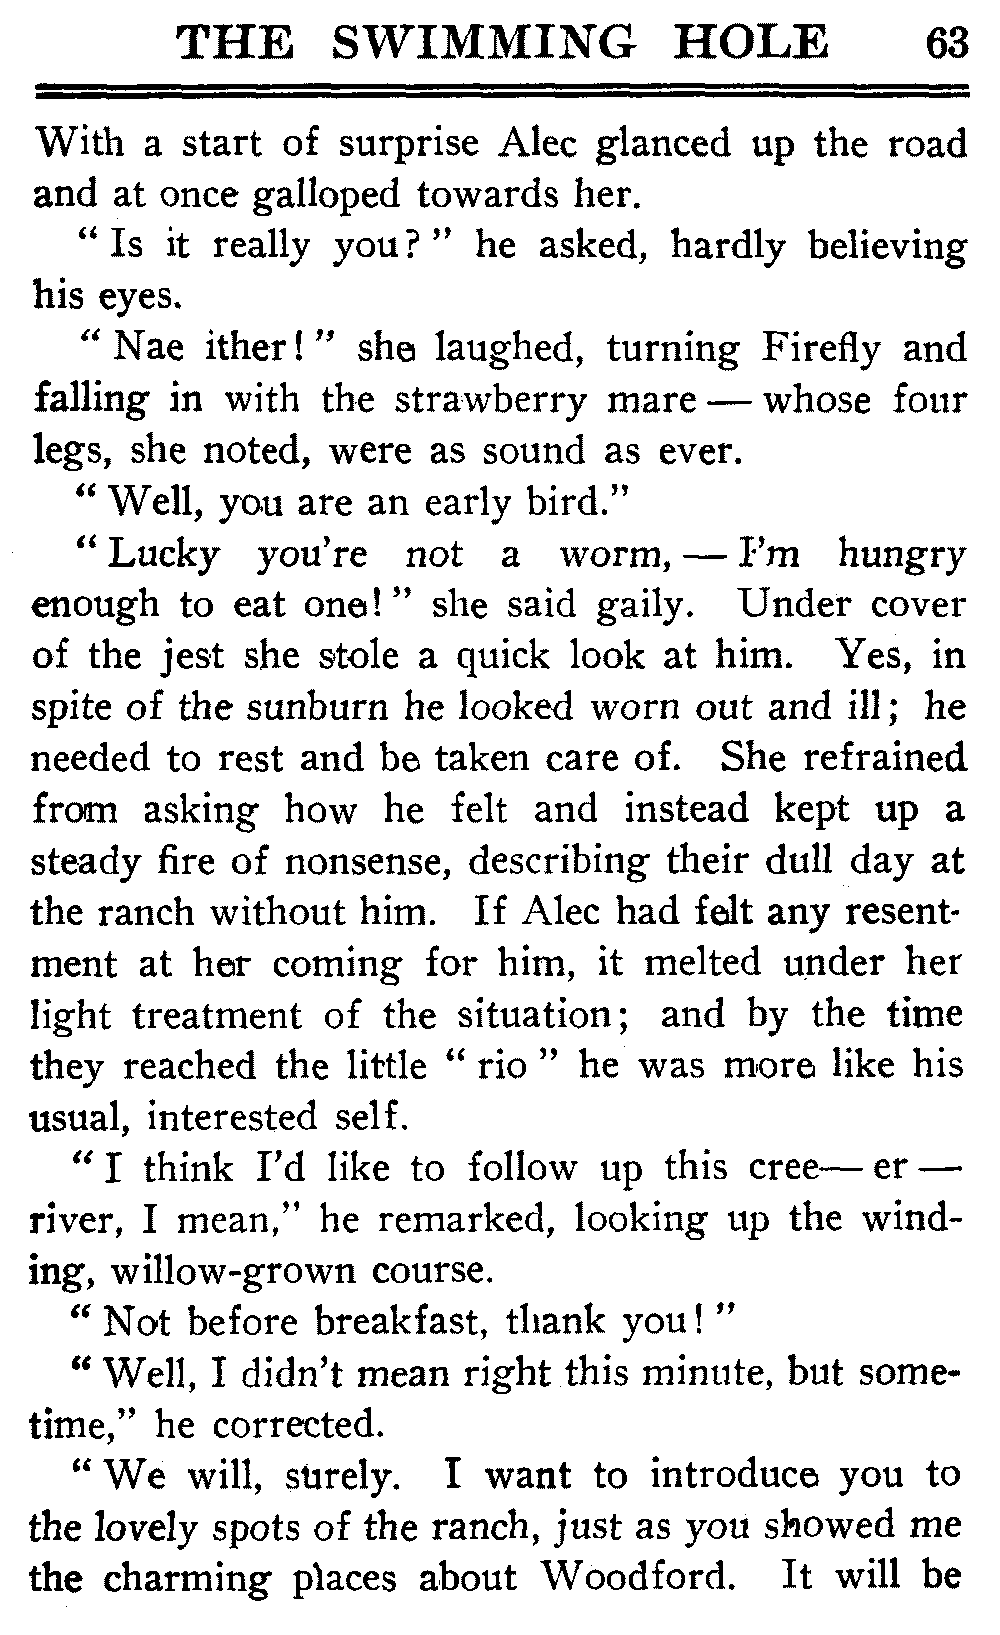 THE SWIMMING HOLE 63
With a start of surprise Alec glanced up the road
and at once galloped towards her.
" Is it really you? " he asked, hardly believing
his eyes.
" Nae ither! " she laughed, turning Firefly and
falling in with the strawberry mare — whose four
legs, she noted, were as sound as ever.
" Well, you are an early bird."
" Lucky you're not a worm, — I'm hungry
enough to eat one! " she said gaily. Under cover
of the jest she stole a quick look at him. Yes, in
spite of the sunburn he looked worn out and ill; he
needed to rest and be taken care of. She refrained
from asking how he felt and instead kept up a
steady fire of nonsense, describing their dull day at
the ranch without him. If Alec had felt any resent-
ment at her coming for him, it melted under her
light treatment of the situation; and by the time
they reached the little " rio " he was more like his
usual, interested self.
" I think I'd like to follow up this cree— er —
river, I mean," he remarked, looking up the wind-
ing, willow-grown course.
" Not before breakfast, thank you! "
" Well, I didn't mean right this minute, but some-
time," he corrected.
" We will, surely. I want to introduce you to
the lovely spots of the ranch, just as you showed me
the charming places about Woodford. It will be